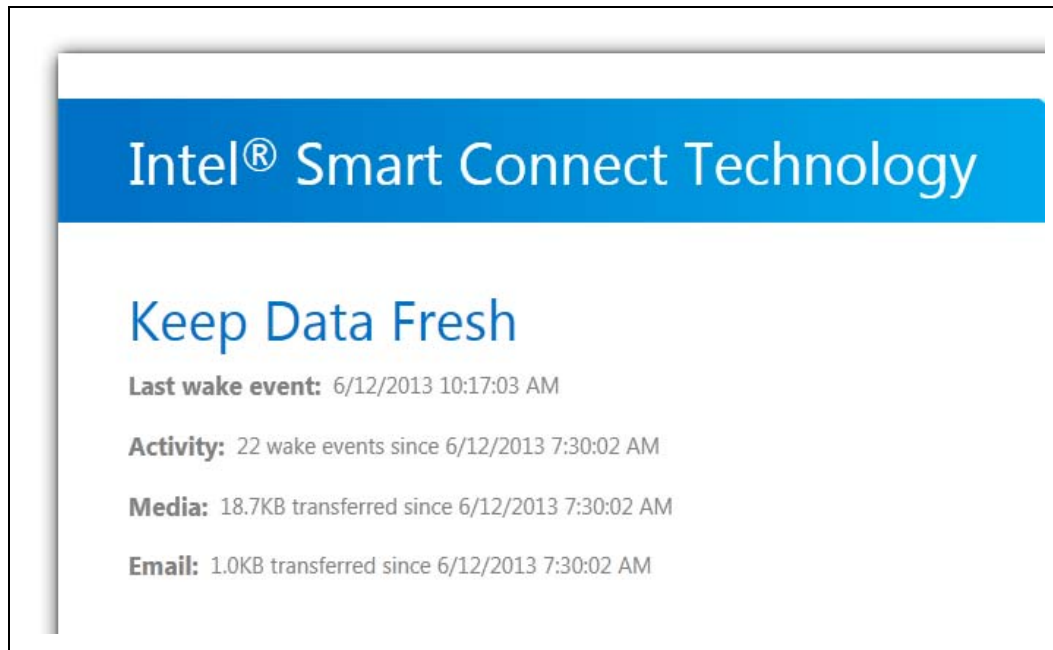 Intel® Smart Connect Technology
Keep Data Fresh
Last wake event: 6/12/2013 10:17:03 AM
Activity: 22 wake events since 6/12/2013 7:30:02 AM
Media: 18.7KB transferred since 6/12/2013 7:30:02 AM
Email: 1.0KB transferred since 6/12/2013 7:30:02 AM